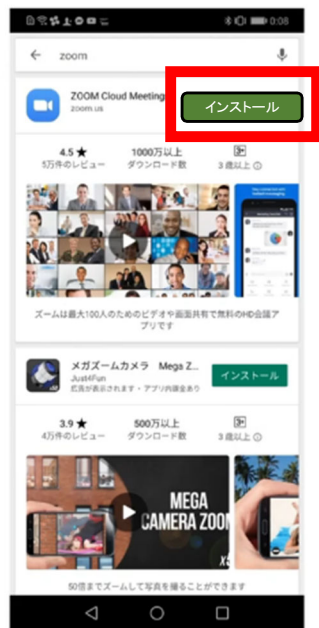 0:08
zoom
ZOOM Cloud Meeting
インストール
zoom.us
4.5★
1000万以上
3+
5万件のレビュー
ダウンロード数
3 歳以上
ズームは最大100人のためのビデオや画面共有で無料のHD会議ア
プリです
メガズームカメラ Mega Z...
インストール
Just4Fun
広告が表示されます・アプリ内課金あり
3.9★
500万以上
3+
4万件のレビュー
ダウンロード数
3 歳以上
MEGA
CAMERA ZOO
X5
50倍までズームして写真を撮ることができます